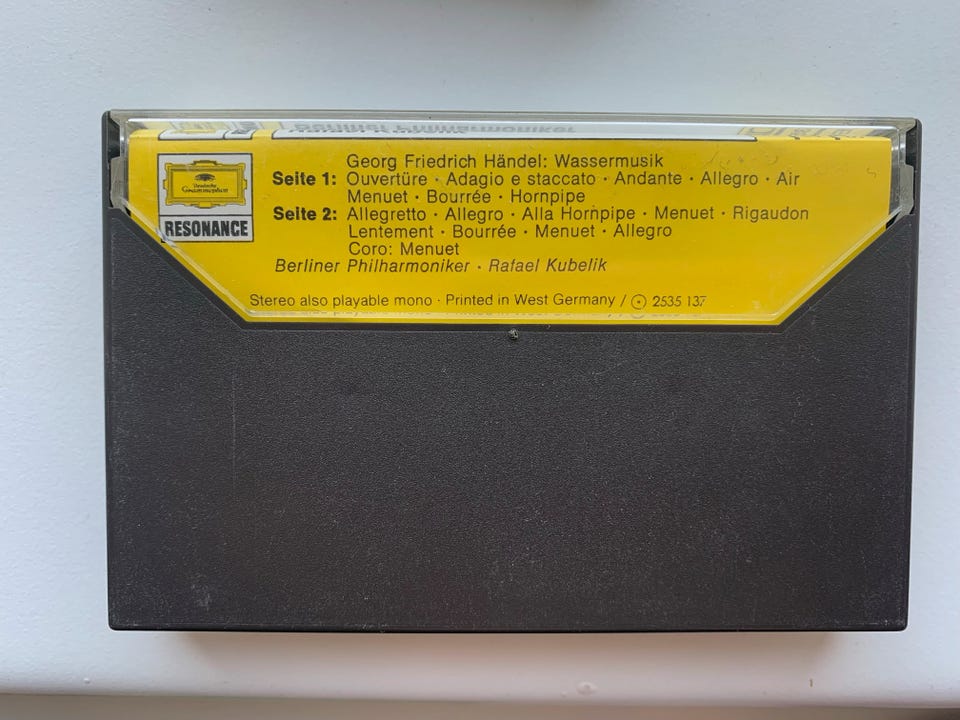 Berliner Philharmoniker
Deutsche
Grammophon
RESONANCE
Georg Friedrich Händel: Wassermusik
Seite 1: Ouvertüre · Adagio e staccato · Andante · Allegro · Air
Menuet · Bourrée · Hornpipe
Seite 2: Allegretto · Allegro · Alla Hornpipe · Menuet · Rigaudon
Lentement · Bourrée · Menuet · Allegro
Coro: Menuet
Berliner Philharmoniker · Rafael Kubelik
Stereo also playable mono · Printed in West Germany / ⊙ 2535 137